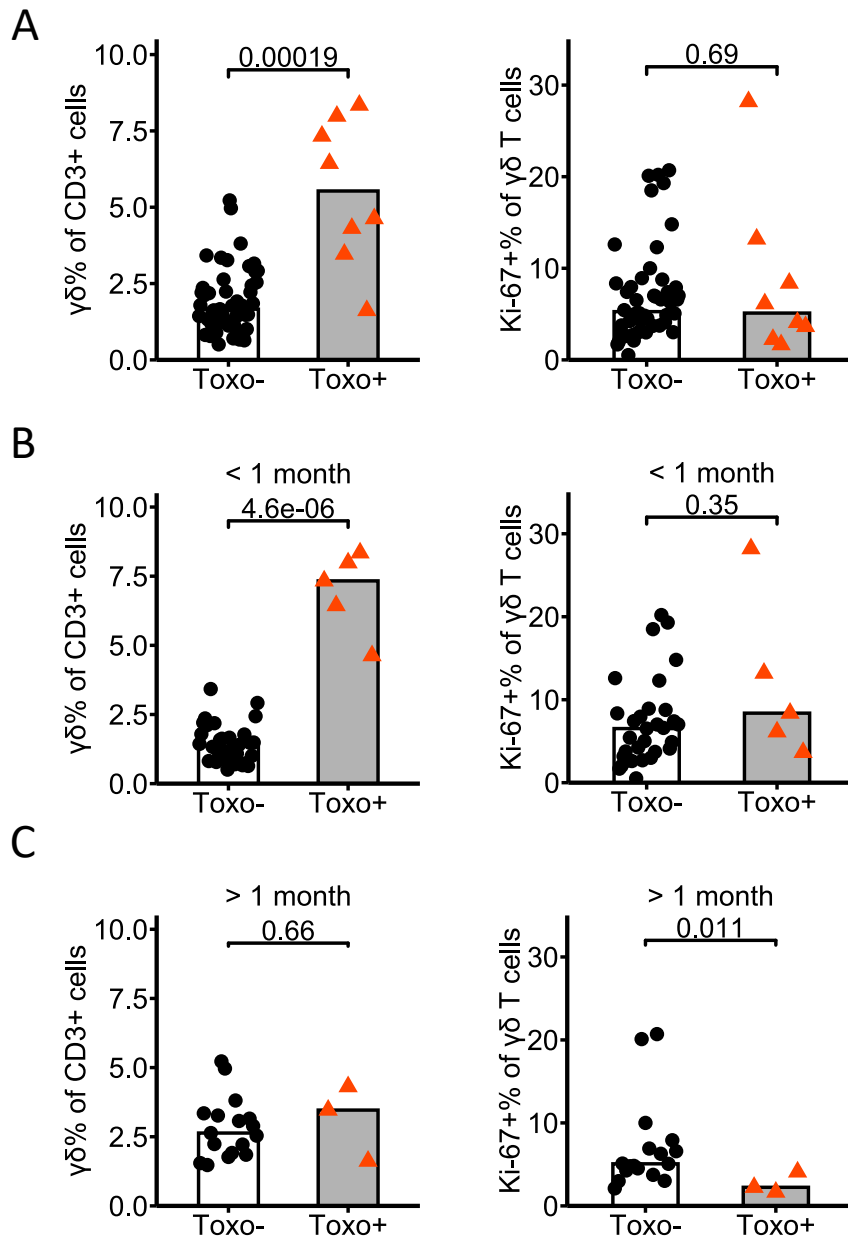 A
γδ% of CD3+ cells
10.0
7.5
5.0
2.5
0.0
0.00019
Toxo-
Toxo+
Ki-67+% of γδ T cells
30
20
10
0
0.69
Toxo-
Toxo+
B
< 1 month
γδ% of CD3+ cells
10.0
7.5
5.0
2.5
0.0
4.6e-06
Toxo-
Toxo+
< 1 month
Ki-67+% of γδ T cells
30
20
10
0
0.35
Toxo-
Toxo+
C
> 1 month
γδ% of CD3+ cells
10.0
7.5
5.0
2.5
0.0
0.66
Toxo-
Toxo+
> 1 month
Ki-67+% of γδ T cells
30
20
10
0
0.011
Toxo-
Toxo+